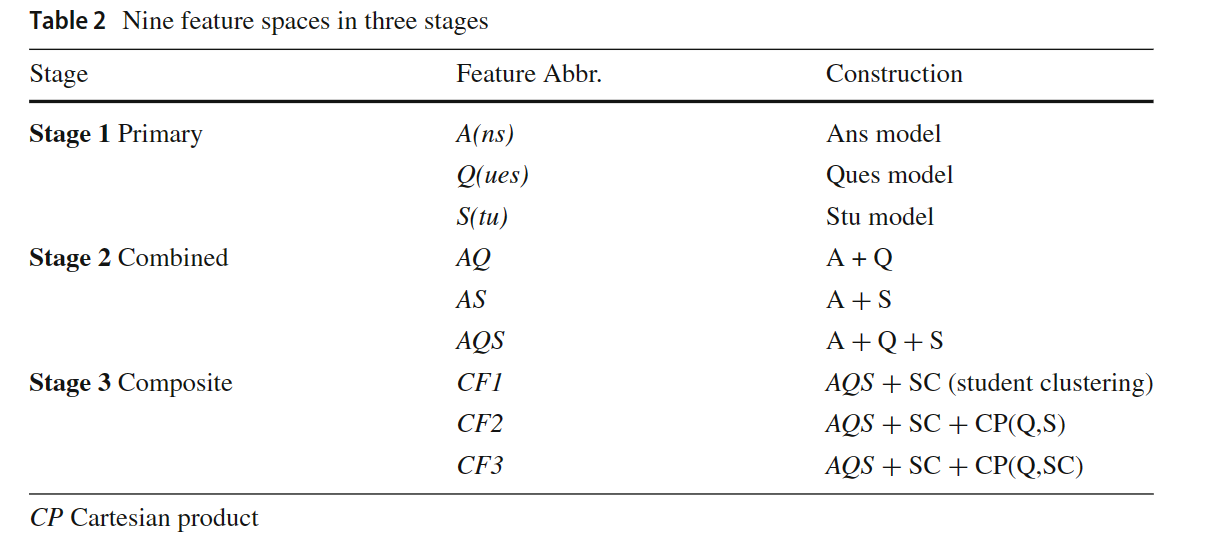 Table 2 Nine feature spaces in three stages
Stage Feature Abbr. Construction
Stage 1 Primary A(ns) Ans model
Q(ues) Ques model
S(tu) Stu model
Stage 2 Combined AQ A + Q
AS A + S
AQS A + Q + S
Stage 3 Composite CF1 AQS + SC (student clustering)
CF2 AQS + SC + CP(Q,S)
CF3 AQS + SC + CP(Q,SC)
CP Cartesian product